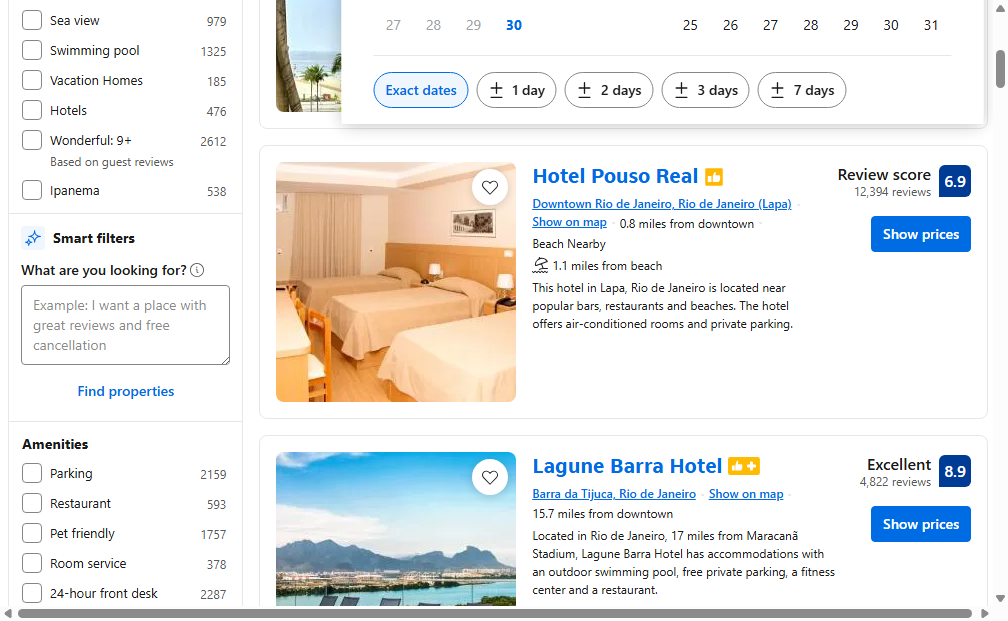 Sea view 979
Swimming pool 1325
Vacation Homes 185
Hotels 476
Wonderful: 9+ 2612
Based on guest reviews
Ipanema 538
Smart filters
What are you looking for?
Example: I want a place with
great reviews and free
cancellation
Find properties
Amenities
Parking 2159
Restaurant 593
Pet friendly 1757
Room service 378
24-hour front desk 2287
27 28 29 30 25 26 27 28 29 30 31
Exact dates ± 1 day ± 2 days ± 3 days ± 7 days
Hotel Pouso Real
Downtown Rio de Janeiro, Rio de Janeiro (Lapa)
Show on map 0.8 miles from downtown
Beach Nearby
1.1 miles from beach
This hotel in Lapa, Rio de Janeiro is located near
popular bars, restaurants and beaches. The hotel
offers air-conditioned rooms and private parking.
Review score 6.9
12,394 reviews
Show prices
Lagune Barra Hotel
Barra da Tijuca, Rio de Janeiro Show on map
15.7 miles from downtown
Located in Rio de Janeiro, 17 miles from Maracanã
Stadium, Lagune Barra Hotel has accommodations with
an outdoor swimming pool, free private parking, a fitness
center and a restaurant.
Excellent 8.9
4,822 reviews
Show prices